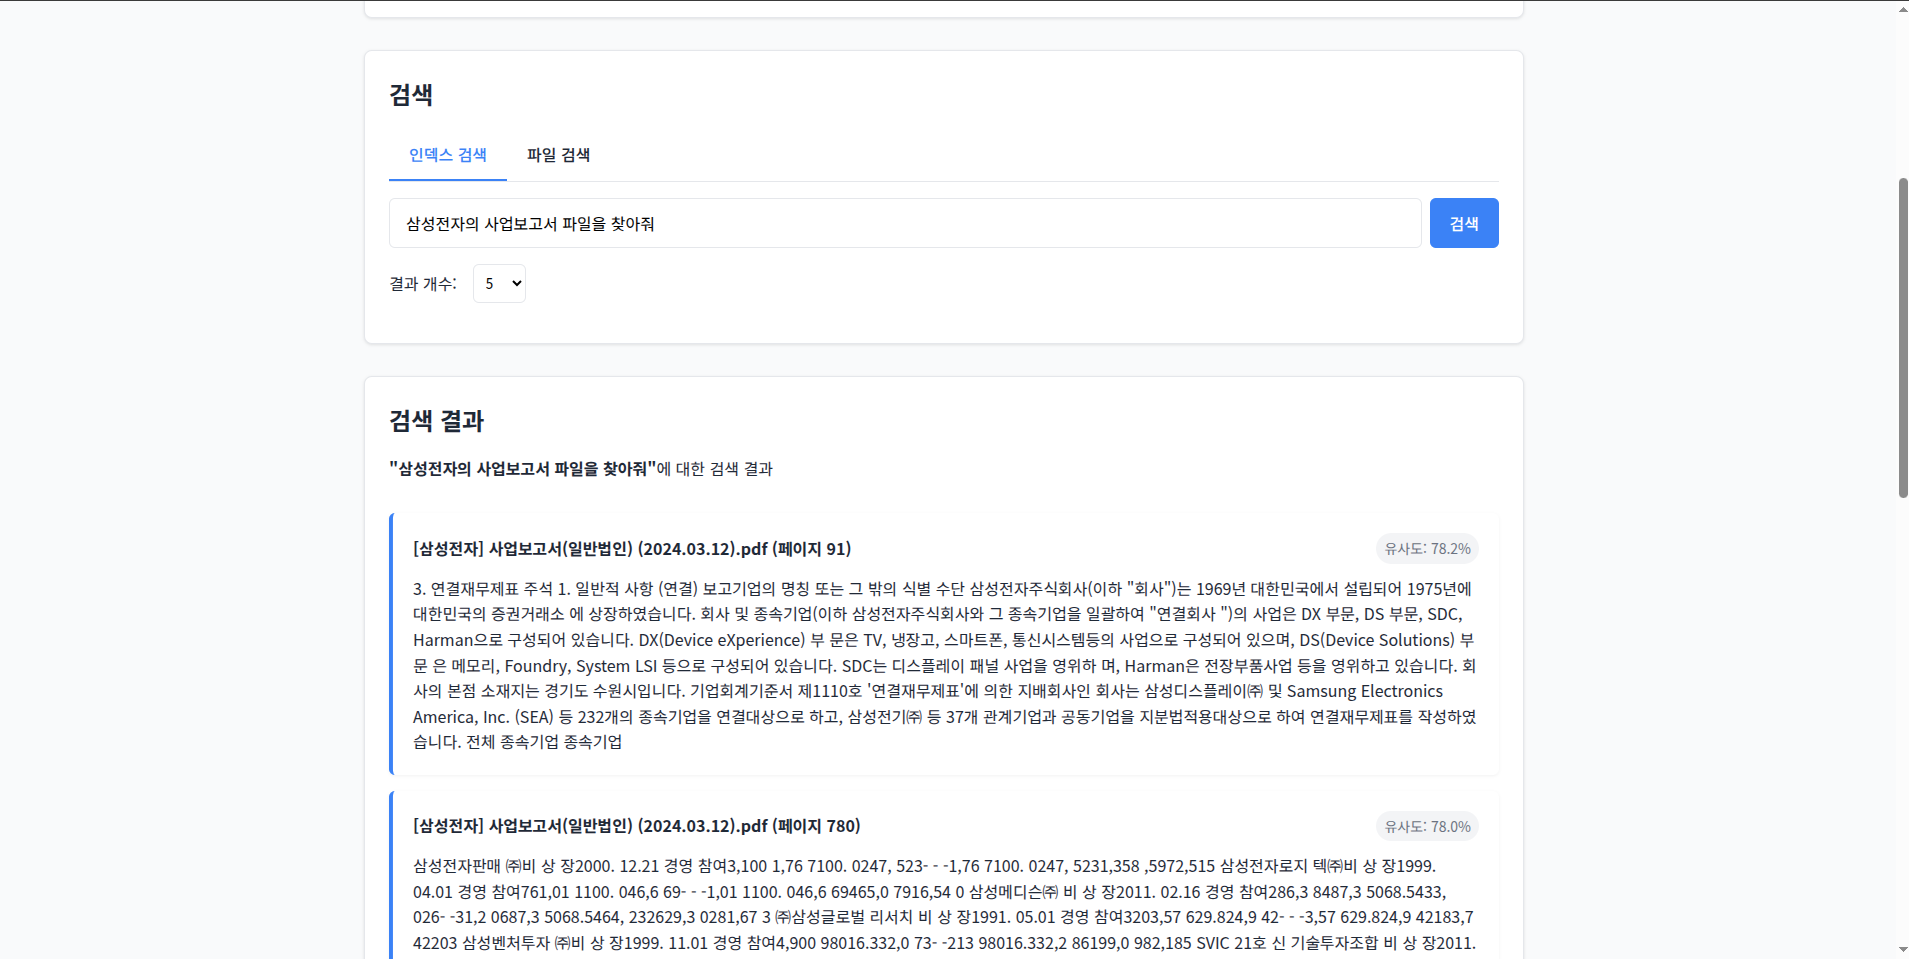 검색
인덱스 검색
파일 검색
삼성전자의 사업보고서 파일을 찾아줘
검색
결과 개수:
5
검색 결과
"삼성전자의 사업보고서 파일을 찾아줘"에 대한 검색 결과
[삼성전자] 사업보고서(일반법인) (2024.03.12).pdf (페이지 91)
유사도: 78.2%
3. 연결재무제표 주석 1. 일반적 사항 (연결) 보고기업의 명칭 또는 그 밖의 식별 수단 삼성전자주식회사(이하 "회사")는 1969년 대한민국에서 설립되어 1975년에
대한민국의 증권거래소 에 상장하였습니다. 회사 및 종속기업(이하 삼성전자주식회사와 그 종속기업을 일괄하여 "연결회사 ")의 사업은 DX 부문, DS 부문, SDC,
Harman으로 구성되어 있습니다. DX(Device eXperience) 부 문은 TV, 냉장고, 스마트폰, 통신시스템등의 사업으로 구성되어 있으며, DS(Device Solutions) 부
문 은 메모리, Foundry, System LSI 등으로 구성되어 있습니다. SDC는 디스플레이 패널 사업을 영위하 며, Harman은 전장부품사업 등을 영위하고 있습니다. 회
사의 본점 소재지는 경기도 수원시입니다. 기업회계기준서 제1110호 '연결재무제표'에 의한 지배회사인 회사는 삼성디스플레이㈜ 및 Samsung Electronics
America, Inc. (SEA) 등 232개의 종속기업을 연결대상으로 하고, 삼성전기㈜ 등 37개 관계기업과 공동기업을 지분법적용대상으로 하여 연결재무제표를 작성하였
습니다. 전체 종속기업 종속기업
[삼성전자] 사업보고서(일반법인) (2024.03.12).pdf (페이지 780)
유사도: 78.0%
삼성전자판매 ㈜비 상 장2000. 12.21 경영 참여3,100 1,76 7100. 0247, 523- - -1,76 7100. 0247, 5231,358 ,5972,515 삼성전자로지 텍㈜비 상 장1999.
04.01 경영 참여761,01 1100. 046,6 69- - -1,01 1100. 046,6 69465,0 7916,54 0 삼성메디슨㈜ 비 상 장2011. 02.16 경영 참여286,3 8487,3 5068.5433,
026- -31,2 0687,3 5068.5464, 232629,3 0281,67 3 ㈜삼성글로벌 리서치 비 상 장1991. 05.01 경영 참여3203,57 629.824,9 42- - -3,57 629.824,9 42183,7
42203 삼성벤처투자 ㈜비 상 장1999. 11.01 경영 참여4,900 98016.332,0 73- -213 98016.332,2 86199,0 982,185 SVIC 21호 신 기술투자조합 비 상 장2011.